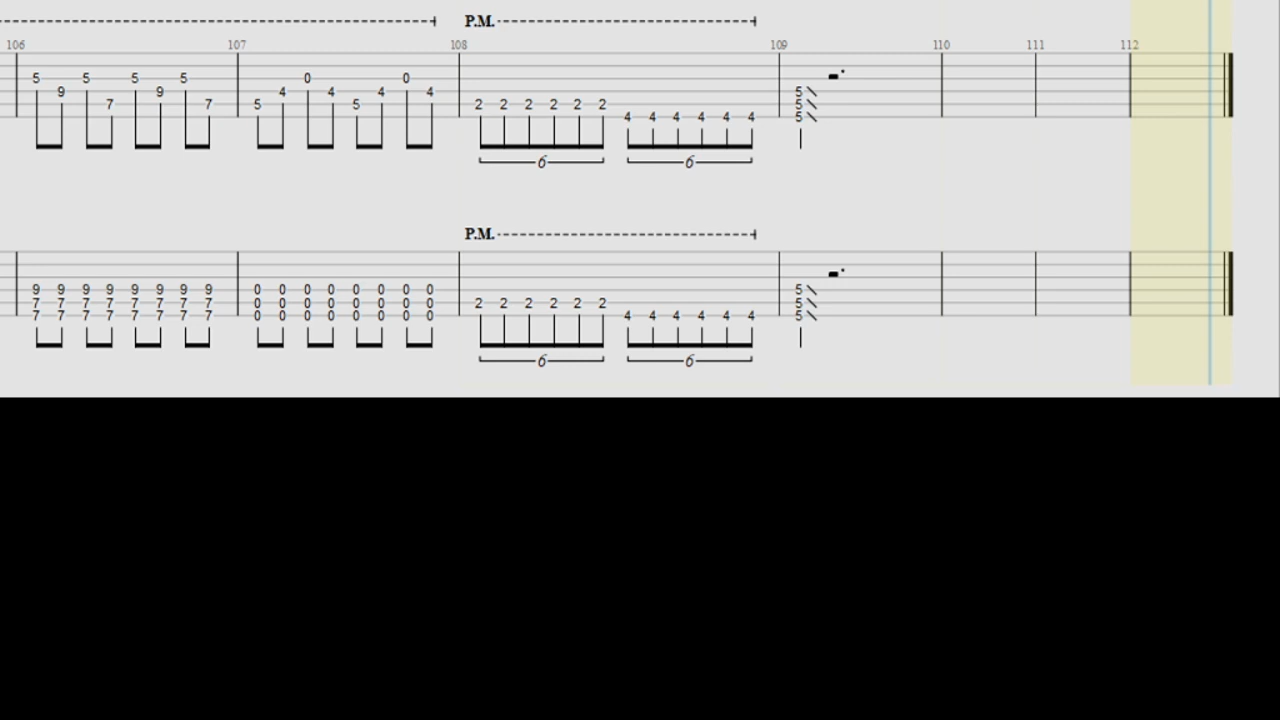 P.M.
106 107 108 109 110 111 112
5 5 5 5 0 0
9 9 4 4 4 4 5
7 7 5 5 2 2 2 2 2 2 5
4 4 4 4 4 4 5
6 6
P.M.
9 9 9 9 9 9 9 9 0 0 0 0 0 0 0 0 5
7 7 7 7 7 7 7 7 0 0 0 0 0 0 0 0 2 2 2 2 2 2 5
7 7 7 7 7 7 7 7 0 0 0 0 0 0 0 0 4 4 4 4 4 4 5
6 6